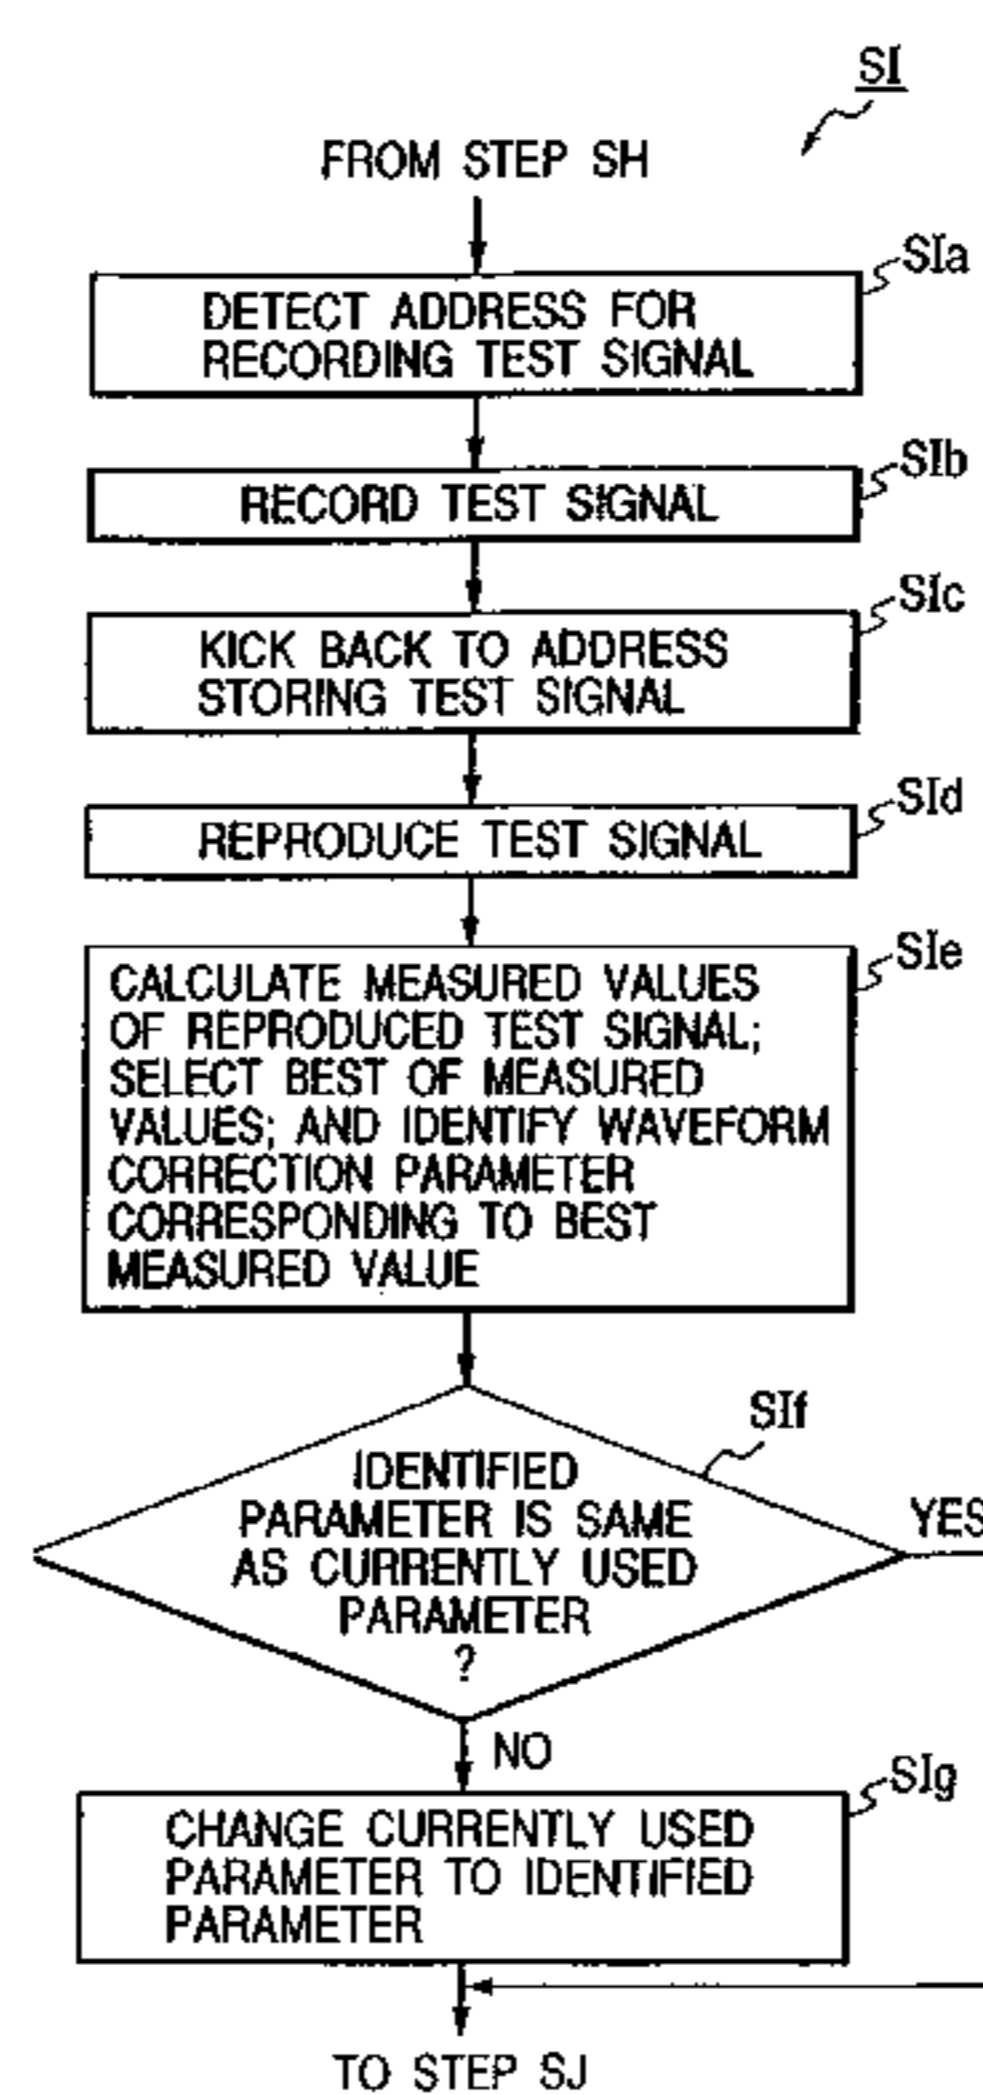 SI
FROM STEP SH
SIa
DETECT ADDRESS FOR
RECORDING TEST SIGNAL
SIb
RECORD TEST SIGNAL
SIc
KICK BACK TO ADDRESS
STORING TEST SIGNAL
SId
REPRODUCE TEST SIGNAL
SIe
CALCULATE MEASURED VALUES
OF REPRODUCED TEST SIGNAL;
SELECT BEST OF MEASURED
VALUES; AND IDENTIFY WAVEFORM
CORRECTION PARAMETER
CORRESPONDING TO BEST
MEASURED VALUE
SIf
IDENTIFIED
PARAMETER IS SAME
AS CURRENTLY USED
PARAMETER
?
YES
NO
SIg
CHANGE CURRENTLY USED
PARAMETER TO IDENTIFIED
PARAMETER
TO STEP SJ